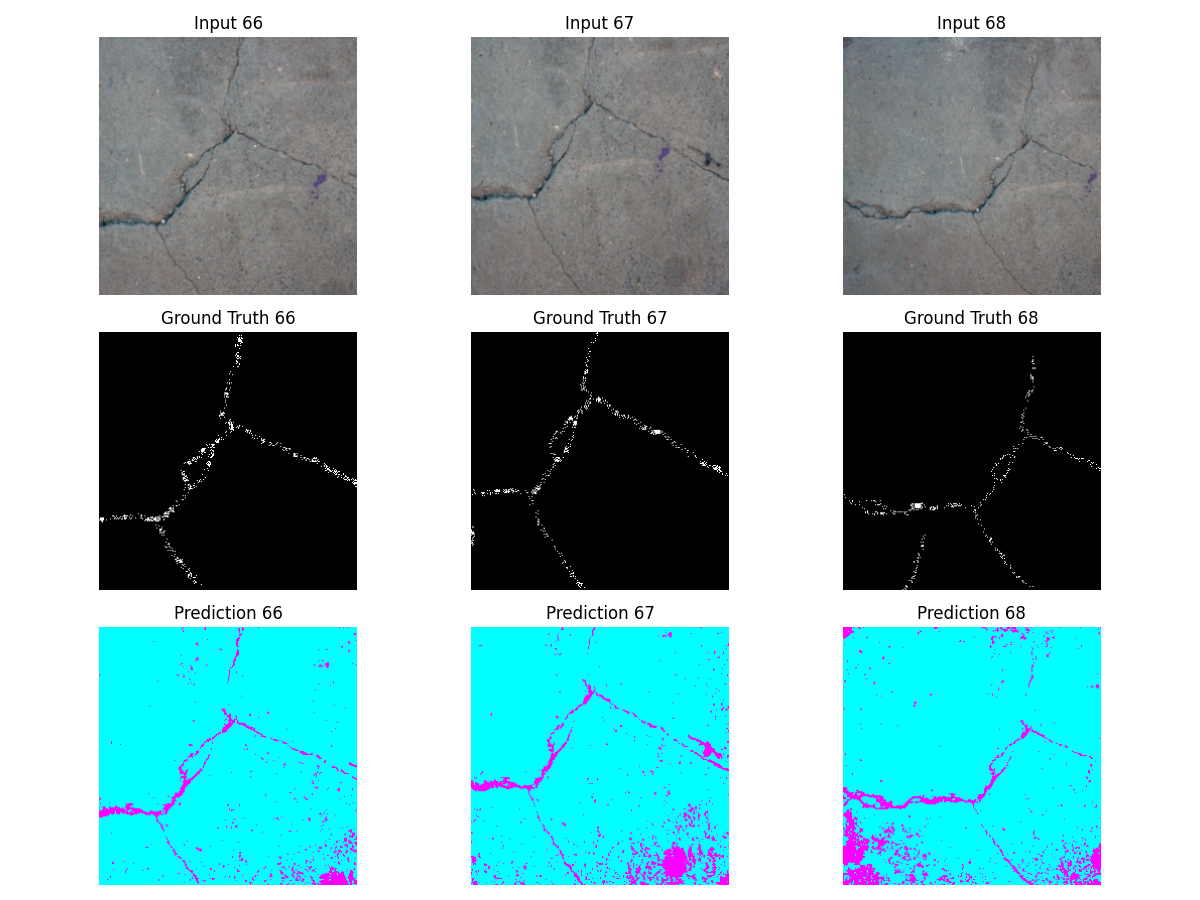 Input 66
Input 67
Input 68
Ground Truth 66
Ground Truth 67
Ground Truth 68
Prediction 66
Prediction 67
Prediction 68